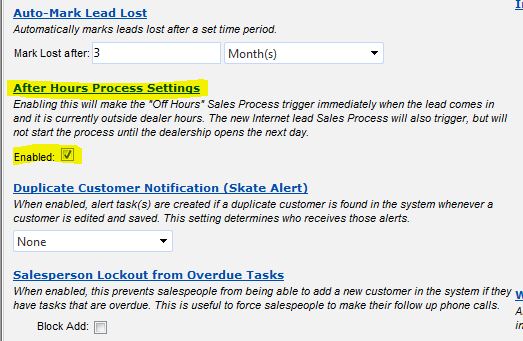 Auto-Mark Lead Lost
Automatically marks leads lost after a set time period.
Mark Lost after: 3 Month(s)
After Hours Process Settings
Enabling this will make the "Off Hours" Sales Process trigger immediately when the lead comes in
and it is currently outside dealer hours. The new Internet lead Sales Process will also trigger, but will
not start the process until the dealership opens the next day.
Enabled:
Duplicate Customer Notification (Skate Alert)
When enabled, alert task(s) are created if a duplicate customer is found in the system whenever a
customer is edited and saved. This setting determines who receives those alerts.
None
Salesperson Lockout from Overdue Tasks
When enabled, this prevents salespeople from being able to add a new customer in the system if they
have tasks that are overdue. This is useful to force salespeople to make their follow up phone calls.
Block Add: